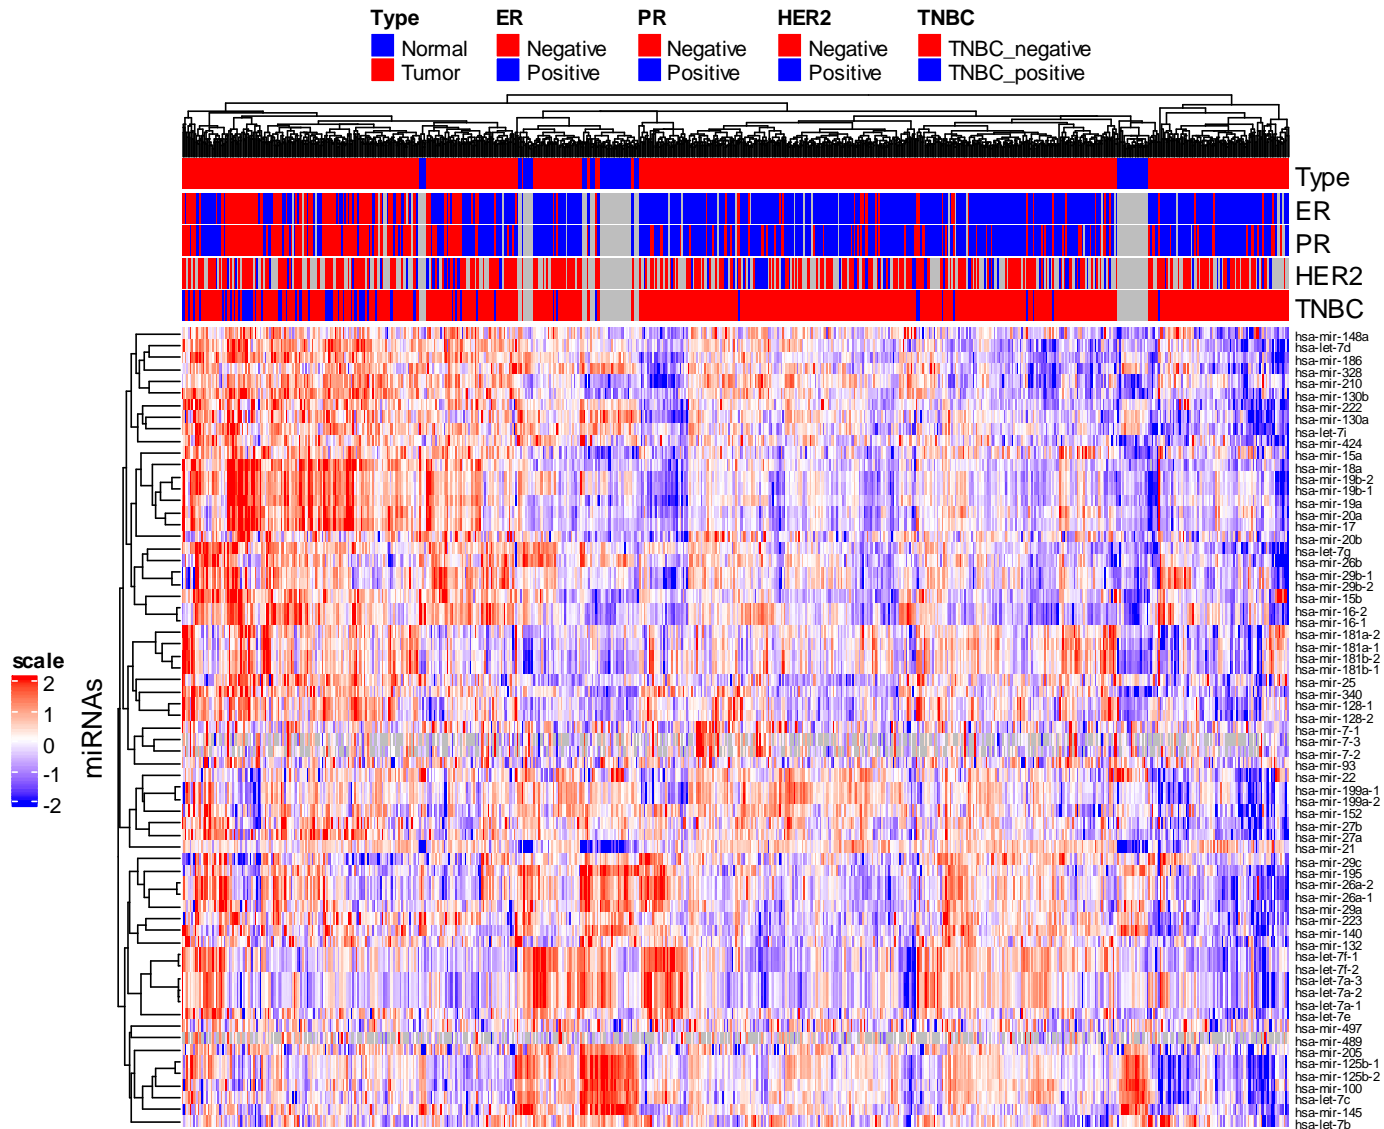 Type ER PR HER2 TNBC
Normal Negative Negative Negative TNBC_negative
Tumor Positive Positive Positive TNBC_positive
Type
ER
PR
HER2
TNBC
hsa-mir-148a
hsa-let-7d
hsa-mir-186
hsa-mir-328
hsa-mir-210
hsa-mir-130b
hsa-mir-222
hsa-mir-130a
hsa-let-7i
hsa-mir-424
hsa-mir-15a
hsa-mir-18a
hsa-mir-19b-2
hsa-mir-19b-1
hsa-mir-19a
hsa-mir-20a
hsa-mir-17
hsa-mir-20b
hsa-let-7g
hsa-mir-26b
hsa-mir-29b-1
hsa-mir-29b-2
hsa-mir-15b
hsa-mir-16-2
hsa-mir-16-1
hsa-mir-181a-2
hsa-mir-181a-1
hsa-mir-181b-2
hsa-mir-181b-1
hsa-mir-25
hsa-mir-340
hsa-mir-128-1
hsa-mir-128-2
hsa-mir-7-1
hsa-mir-7-3
hsa-mir-7-2
hsa-mir-93
hsa-mir-22
hsa-mir-199a-1
hsa-mir-199a-2
hsa-mir-152
hsa-mir-27b
hsa-mir-27a
hsa-mir-21
hsa-mir-29c
hsa-mir-195
hsa-mir-26a-2
hsa-mir-26a-1
hsa-mir-29a
hsa-mir-223
hsa-mir-140
hsa-mir-132
hsa-let-7f-1
hsa-let-7f-2
hsa-let-7a-3
hsa-let-7a-2
hsa-let-7a-1
hsa-let-7e
hsa-mir-497
hsa-mir-489
hsa-mir-205
hsa-mir-125b-1
hsa-mir-125b-2
hsa-mir-100
hsa-let-7c
hsa-mir-145
hsa-let-7b
scale
2
1
0
-1
-2
miRNAs